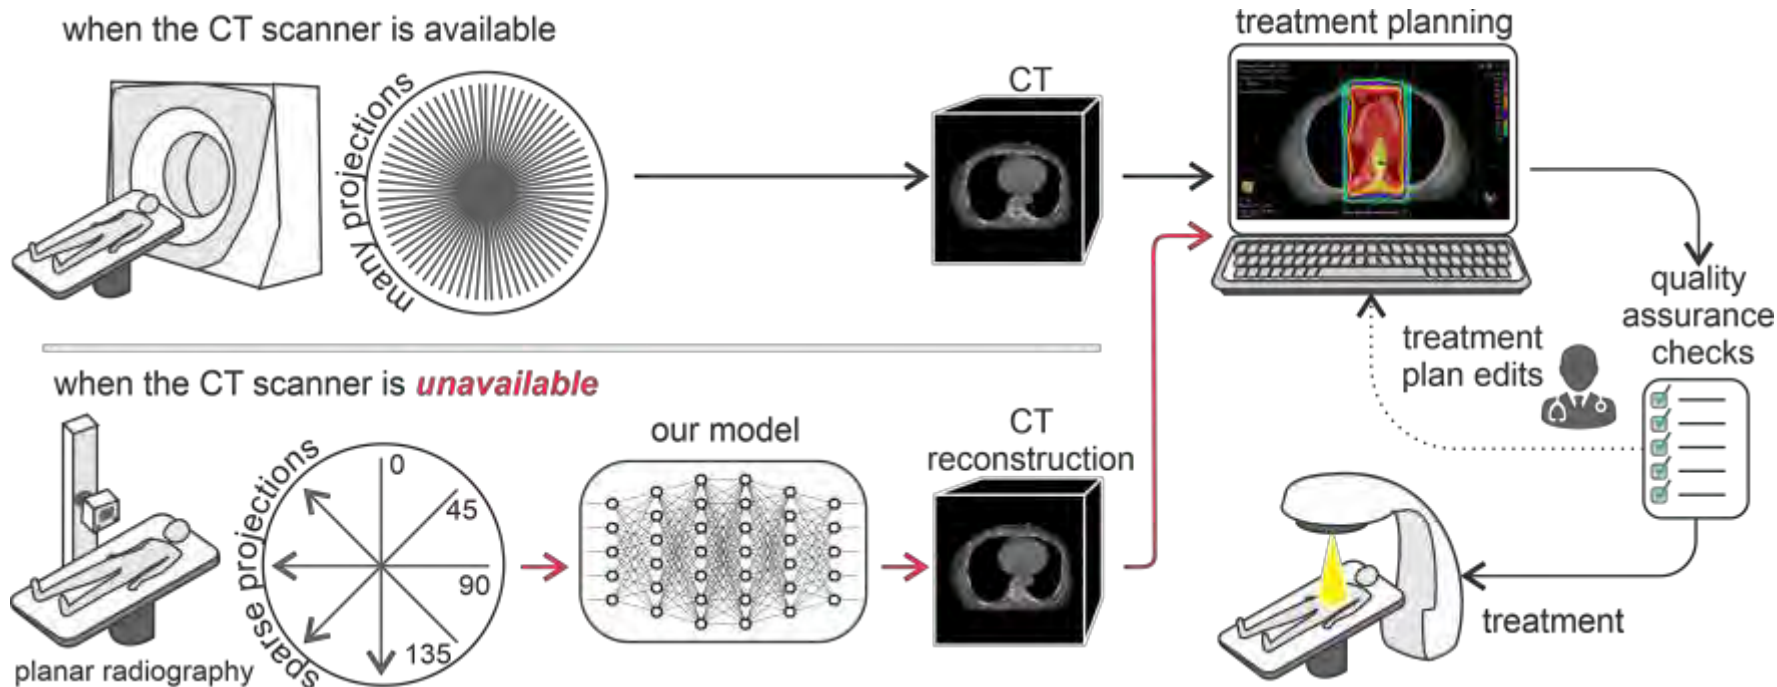 when the CT scanner is available
many projections
CT
treatment planning
quality
assurance
checks
treatment
plan edits
when the CT scanner is unavailable
planar radiography
sparse projections
0
45
90
135
our model
CT
reconstruction
treatment